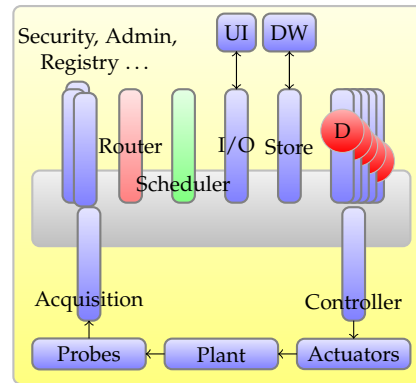 Security, Admin,
Registry ...
UI
DW
Router
Scheduler
I/O
Store
D
Acquisition
Controller
Probes
Plant
Actuators